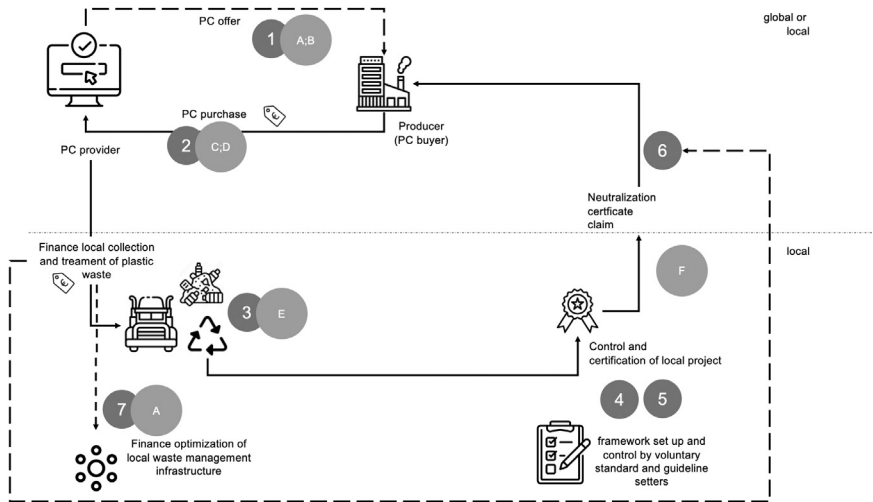 PC offer
1
A;B
global or
local
PC purchase
2
C;D
PC provider
Producer
(PC buyer)
6
Neutralization
certficate
claim
Finance local collection
and treament of plastic
waste
local
F
3
E
Control and
certification of local project
4
5
7
A
Finance optimization of
local waste management
infrastructure
framework set up and
control by voluntary
standard and guideline
setters